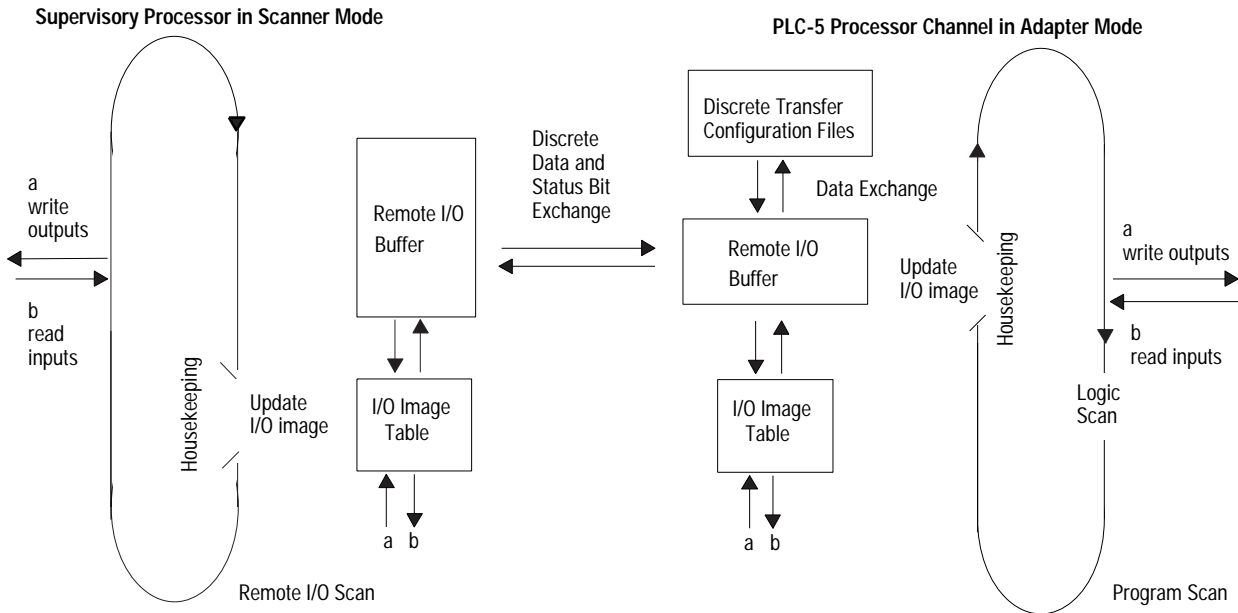 Supervisory Processor in Scanner Mode
PLC-5 Processor Channel in Adapter Mode
a
write
outputs
b
read
inputs
Housekeeping
Update
I/O image
Remote I/O Scan
Remote I/O
Buffer
I/O Image
Table
a b
Discrete
Data and
Status Bit
Exchange
Discrete Transfer
Configuration Files
Data Exchange
Remote I/O
Buffer
I/O Image
Table
a b
Update
I/O image
Housekeeping
a
write outputs
b
read inputs
Logic
Scan
Program Scan